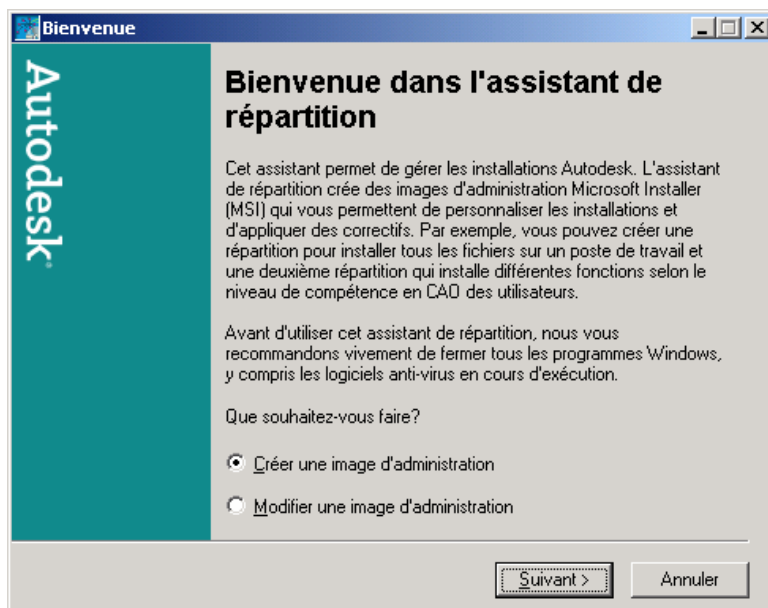 Bienvenue
Autodesk
Bienvenue dans l'assistant de
répartition
Cet assistant permet de gérer les installations Autodesk. L'assistant
de répartition crée des images d'administration Microsoft Installer
(MSI) qui vous permettent de personnaliser les installations et
d'appliquer des correctifs. Par exemple, vous pouvez créer une
répartition pour installer tous les fichiers sur un poste de travail et
une deuxième répartition qui installe différentes fonctions selon le
niveau de compétence en CAO des utilisateurs.
Avant d'utiliser cet assistant de répartition, nous vous
recommandons vivement de fermer tous les programmes Windows,
y compris les logiciels anti-virus en cours d'exécution.
Que souhaitez-vous faire?
Créer une image d'administration
Modifier une image d'administration
Suivant >
Annuler